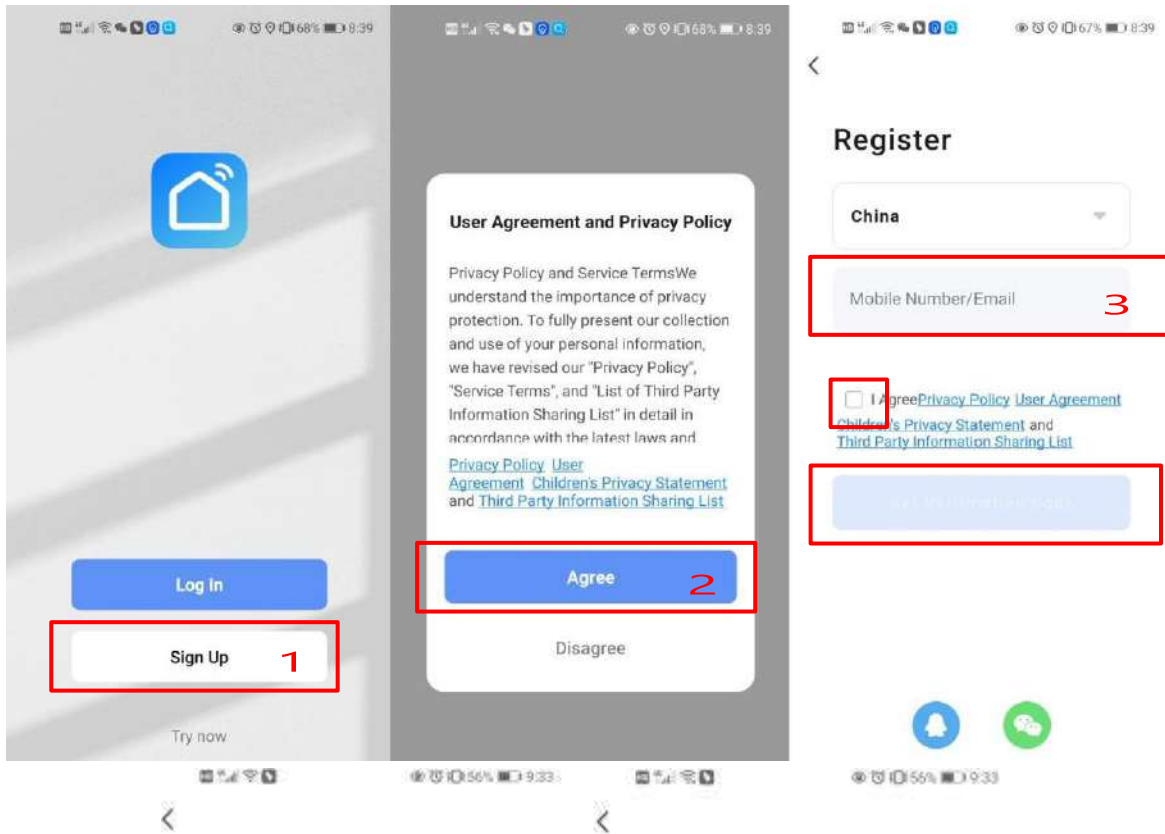 68% 8:39
Log In
Sign Up
1
Try now
68% 8:39
User Agreement and Privacy Policy
Privacy Policy and Service TermsWe
understand the importance of privacy
protection. To fully present our collection
and use of your personal information,
we have revised our "Privacy Policy",
"Service Terms", and "List of Third Party
Information Sharing List" in detail in
accordance with the latest laws and
Privacy Policy User
Agreement Children's Privacy Statement
and Third Party Information Sharing List
Agree
2
Disagree
67% 8:39
Register
China
Mobile Number/Email
3
I AgreePrivacy Policy User Agreement
Children's Privacy Statement and
Third Party Information Sharing List
56% 9:33
56% 9:33